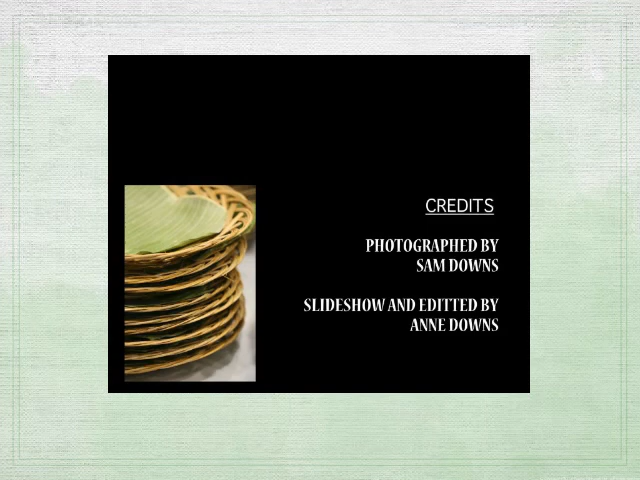 CREDITS
PHOTOGRAPHED BY
SAM DOWNS
SLIDESHOW AND EDITTED BY
ANNE DOWNS